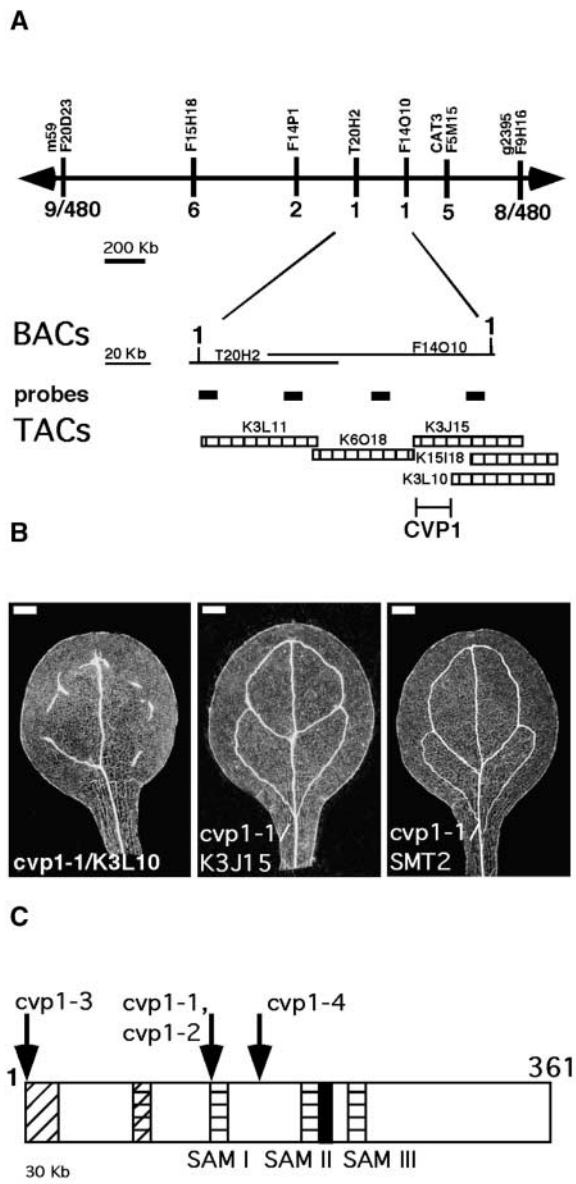 A
m59
F20D23
F15H18
F14P1
T20H2
F14O10
CAT3
F5M15
g2395
F9H16
9/480 6 2 1 1 5 8/480
200 Kb
BACs 1 1
20 Kb T20H2 F14O10
probes
TACs K3L11 K3J15
K6O18 K15I18
K3L10
CVP1
B
cvp1-1/K3L10
cvp1-1/
K3J15
cvp1-1/
SMT2
C
cvp1-3 cvp1-1, cvp1-4
cvp1-2
1 361
SAM I SAM II SAM III
30 Kb